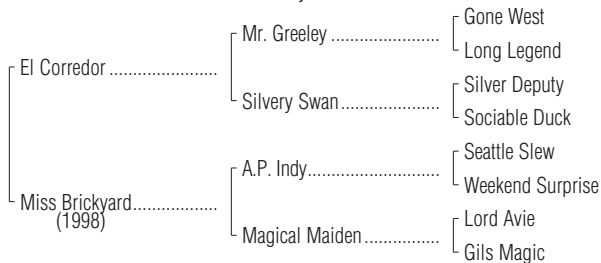 Gone West
Mr. Greeley ....................
Long Legend
El Corredor ....................
Silver Deputy
Silvery Swan ..................
Sociable Duck
Seattle Slew
A.P. Indy........................
Weekend Surprise
Miss Brickyard................
(1998)
Lord Avie
Magical Maiden ..............
Gils Magic